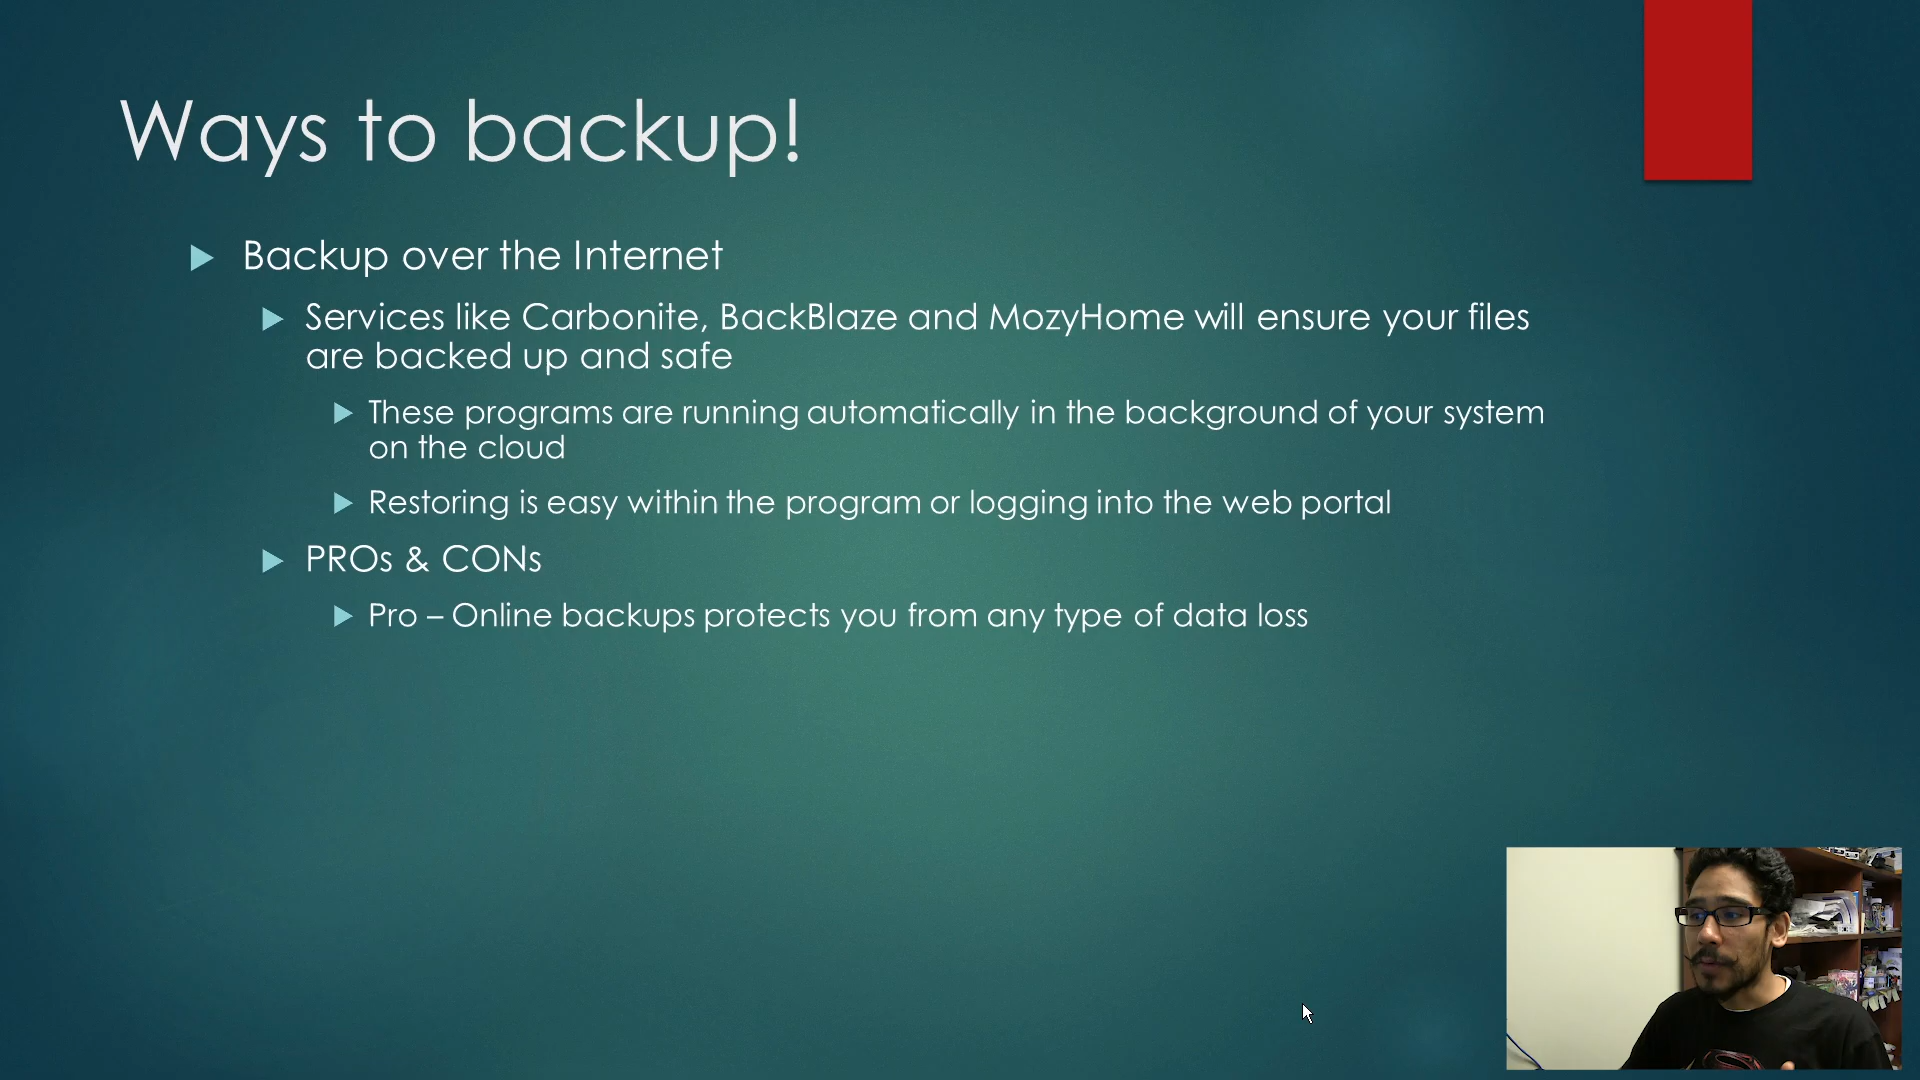 Ways to backup!
Backup over the Internet
Services like Carbonite, BackBlaze and MozyHome will ensure your files
are backed up and safe
These programs are running automatically in the background of your system
on the cloud
Restoring is easy within the program or logging into the web portal
PROs & CONs
Pro – Online backups protects you from any type of data loss